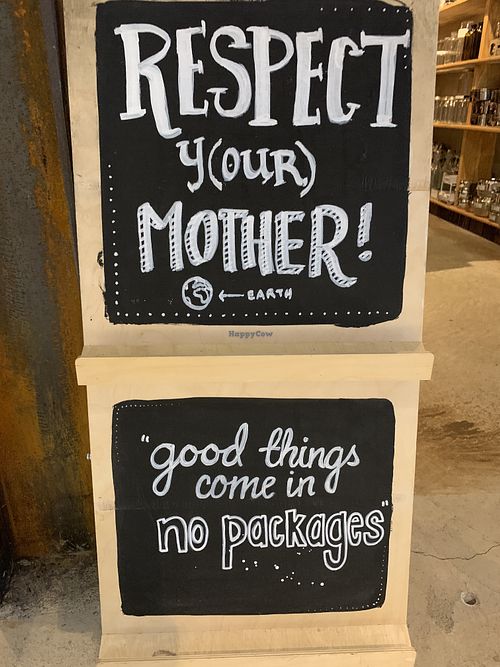 RESPECT
y(our)
MOTHER!
← EARTH
HappyCow
"good things
come in
no packages"